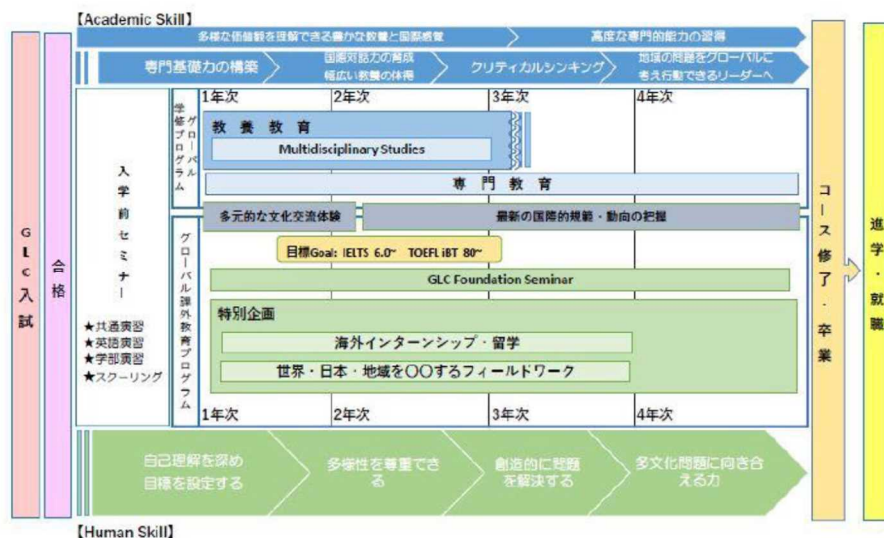 【Academic Skill】
多様な価値観を理解できる豊かな教養と国際感覚
高度な専門的能力の習得
専門基礎力の構築
国際対話力の育成
幅広い教養の体得
クリティカルシンキング
地域の問題をグローバルに
考え行動できるリーダーへ
GLC入試
合格
入学前セミナー
★共通演習
★英語演習
★学部演習
★スクーリング
グローバル
学修プログラム
1年次
2年次
3年次
4年次
教養教育
Multidisciplinary Studies
専門教育
グローバル課外教育プログラム
多元的な文化交流体験
最新の国際的規範・動向の把握
目標Goal: IELTS 6.0~ TOEFL iBT 80~
GLC Foundation Seminar
特別企画
海外インターンシップ・留学
世界・日本・地域を〇〇するフィールドワーク
1年次
2年次
3年次
4年次
コース修了・卒業
進学・就職
自己理解を深め
目標を設定する
多様性を尊重でき
る
創造的に問題
を解決する
多文化問題に向き合
える力
【Human Skill】